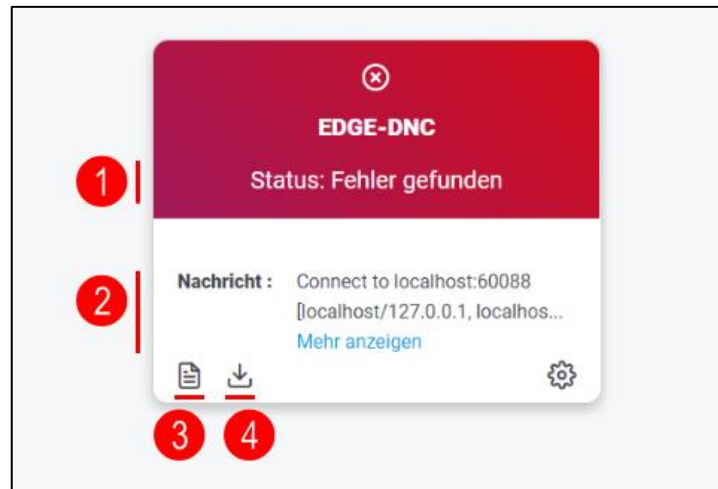 EDGE-DNC
1
Status: Fehler gefunden
2
Nachricht : Connect to localhost:60088
[localhost/127.0.0.1, localhos...
Mehr anzeigen
3 4